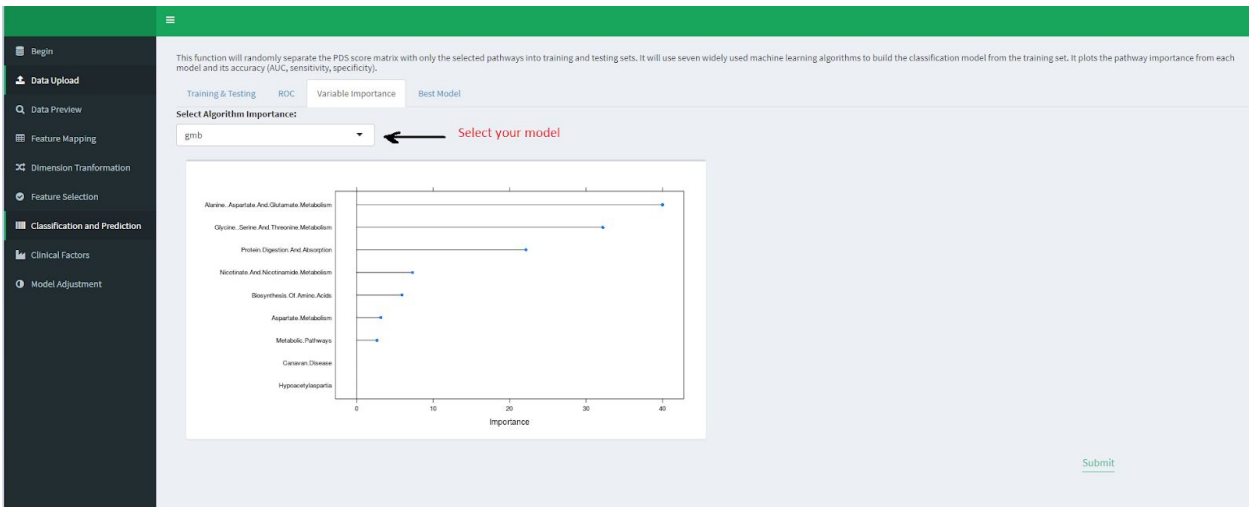 Begin
Data Upload
Data Preview
Feature Mapping
Dimension Tranformation
Feature Selection
Classification and Prediction
Clinical Factors
Model Adjustment
This function will randomly separate the PDS score matrix with only the selected pathways into training and testing sets. It will use seven widely used machine learning algorithms to build the classification model from the training set. It plots the pathway importance from each
model and its accuracy (AUC, sensitivity, specificity).
Training & Testing ROC Variable Importance Best Model
Select Algorithm Importance:
gmb
Select your model
Alanine..Aspartate.And.Glutamate.Metabolism
Glycine..Serine.And.Threonine.Metabolism
Protein.Digestion.And.Absorption
Nicotinate.And.Nicotinamide.Metabolism
Biosynthesis.Of.Amino.Acids
Aspartate.Metabolism
Metabolic.Pathways
Canavan.Disease
Hypoacetylaspartia
0 10 20 30 40
Importance
Submit